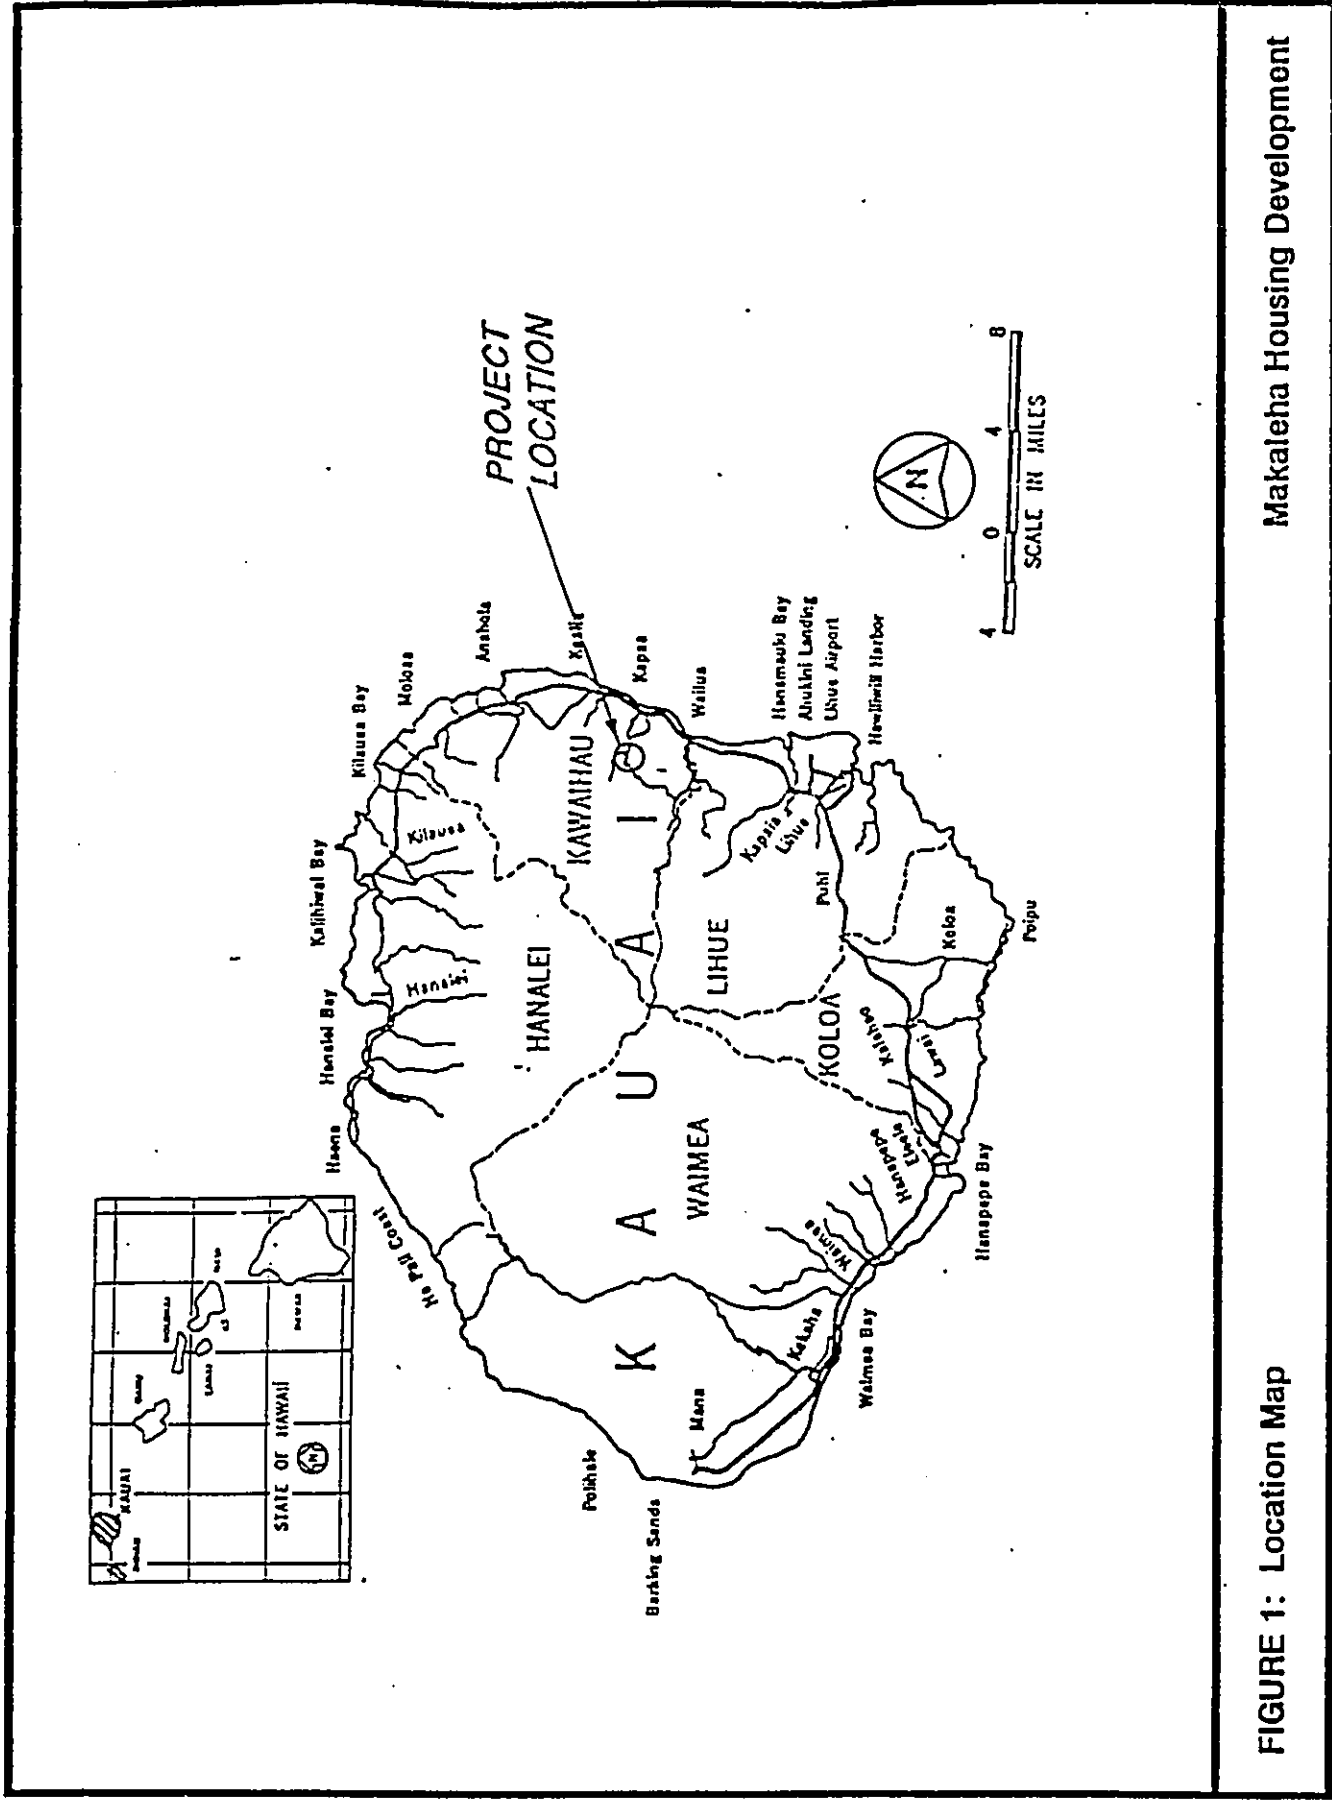 KAUAI
STATE OF HAWAII
N
Haena
Hanalei Bay
Kalihiwai Bay
Kilauea Bay
Moloaa
Anahola
Kealia
Kapaa
Wailua
Hanamaulu Bay
Ahukini Landing
Lihue Airport
Nawiliwili Harbor
Na Pali Coast
Hanalei
Kilauea
HANALEI
KAWAIHAU
PROJECT
LOCATION
Polihale
Barking Sands
K A U A I
Mana
WAIMEA
LIHUE
Kapaia
Lihue
Puhi
Kekaha
Waimea
KOLOA
Waimea Bay
Hanapepe
Eleele
Kalaheo
Lawai
Koloa
Hanapepe Bay
Poipu
N
4 0 4 8
SCALE IN MILES
FIGURE 1: Location Map
Makaleha Housing Development